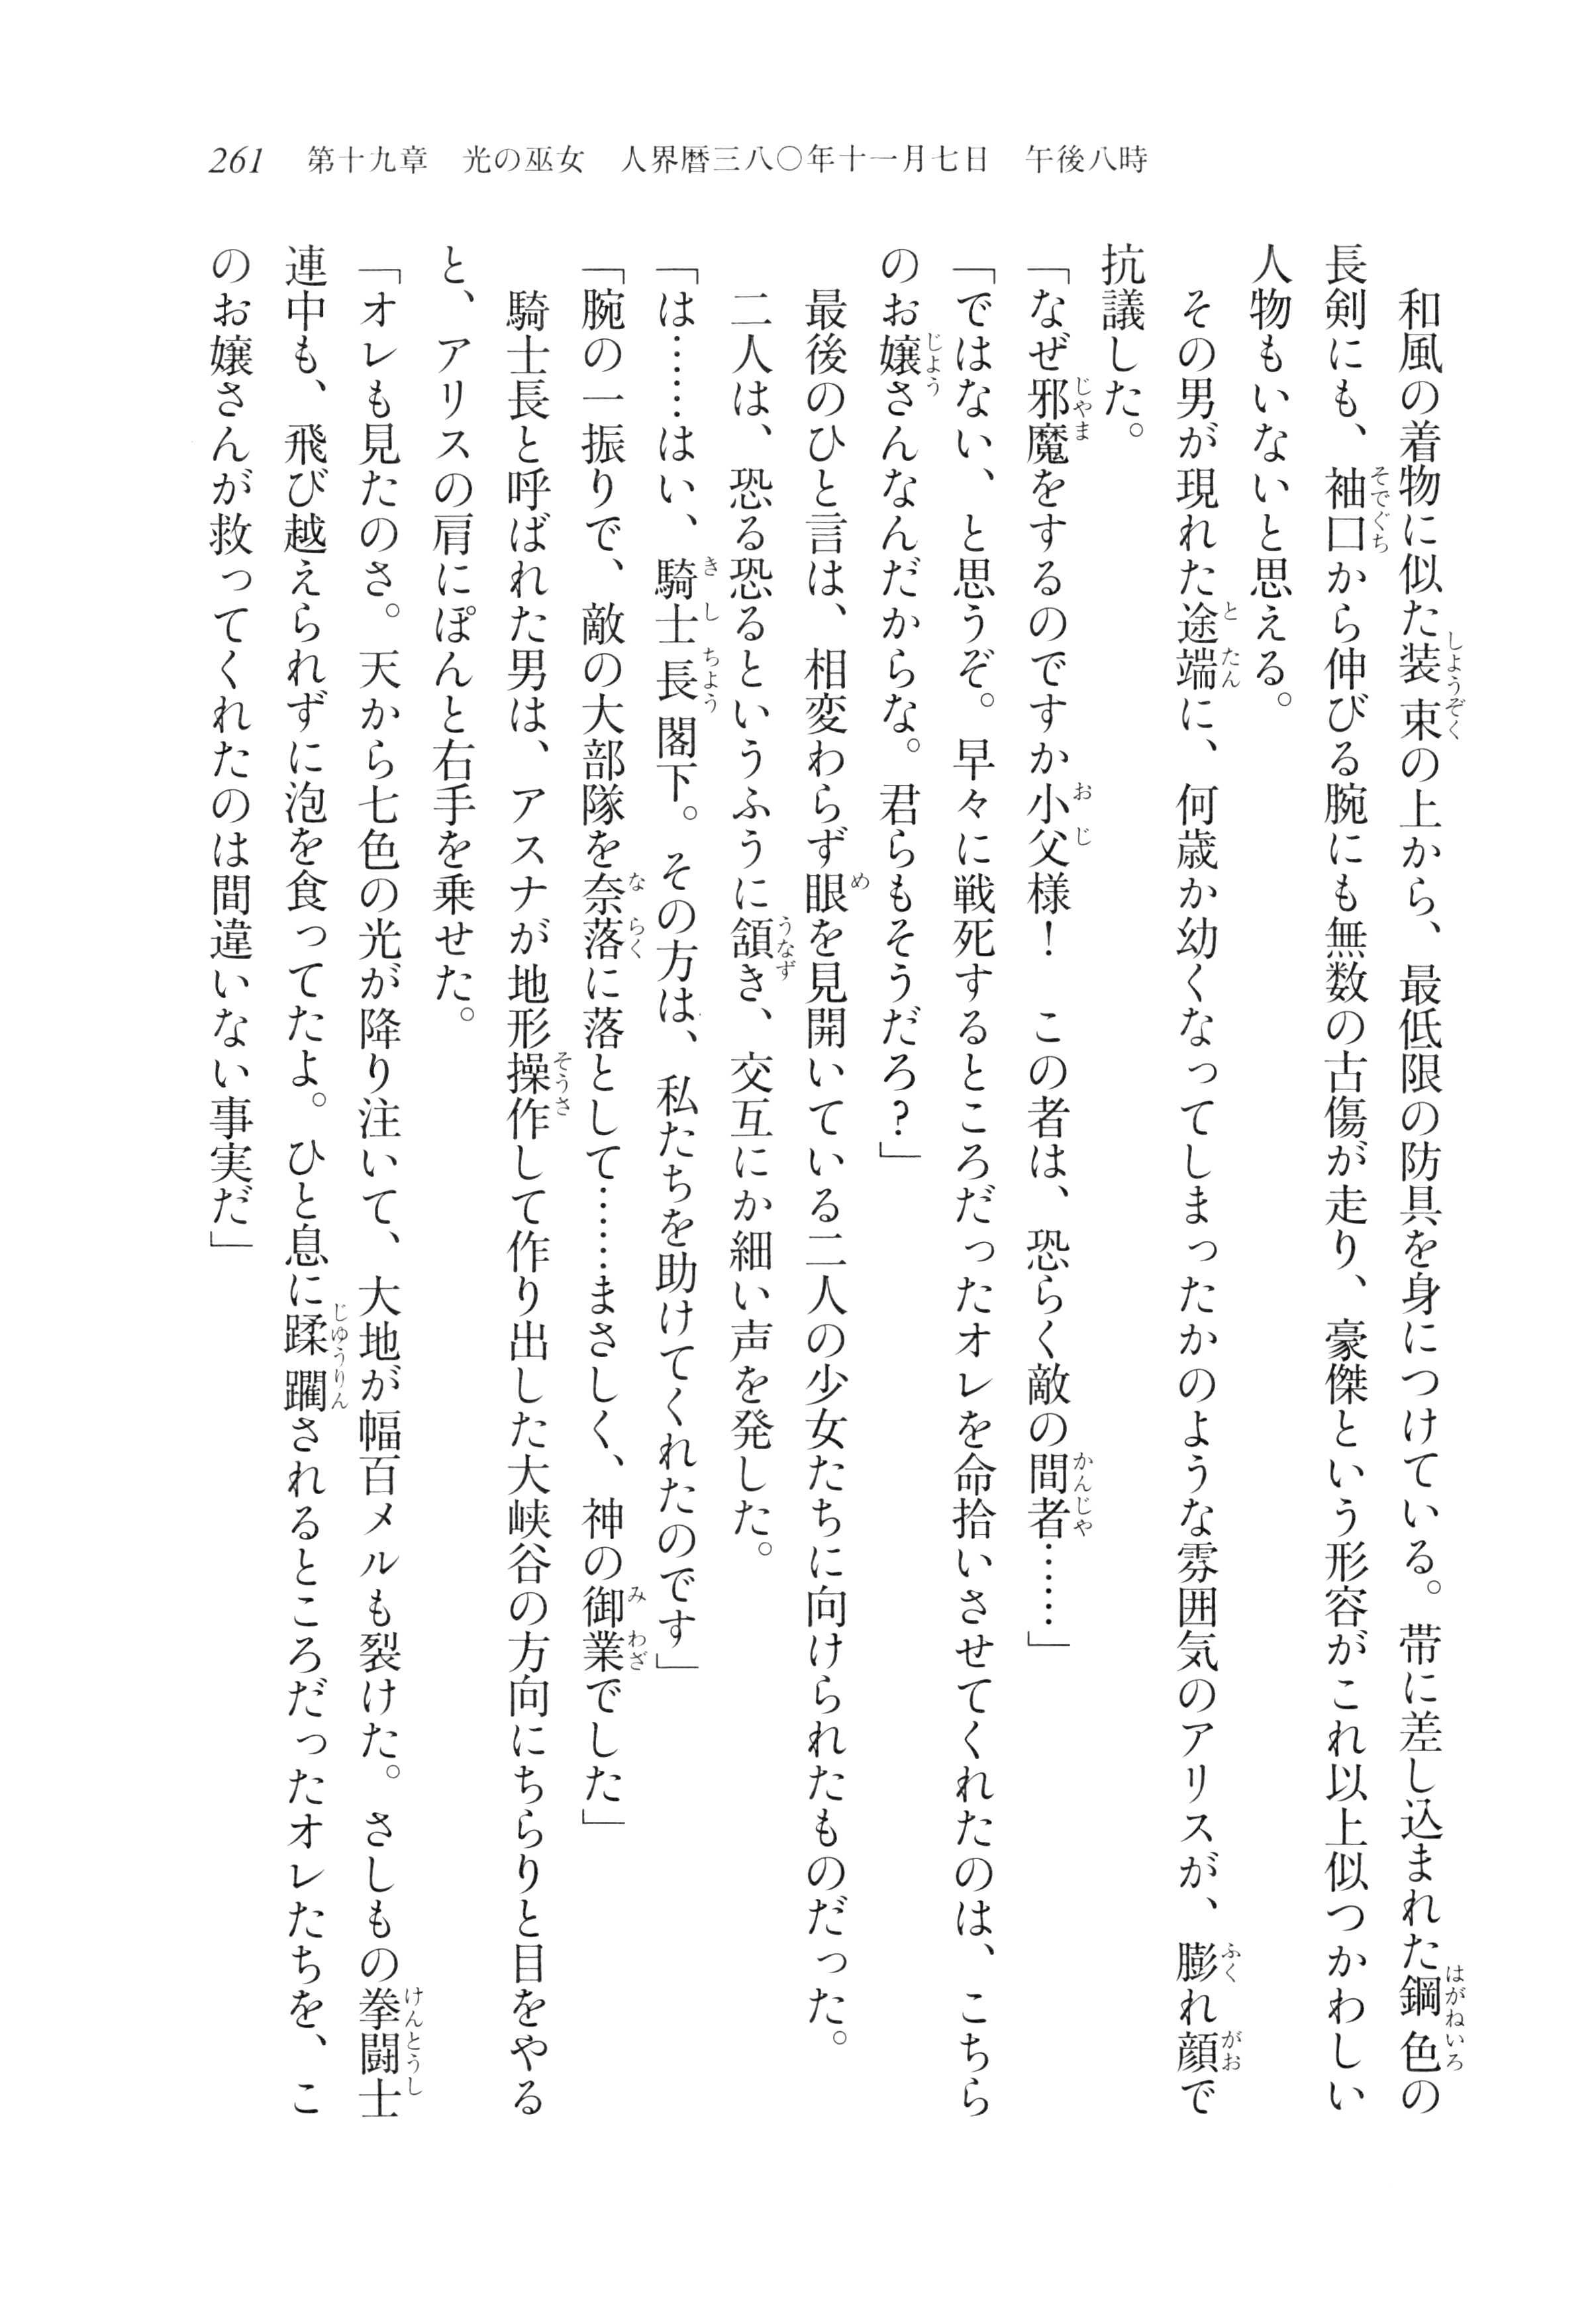 261 第十九章 光の巫女 人界暦三八〇年十一月七日 午後八時
　和風の着物に似た装束の上から、最低限の防具を身につけている。帯に差し込まれた鋼色の
長剣にも、袖口から伸びる腕にも無数の古傷が走り、豪傑という形容がこれ以上似つかわしい
人物もいないと思える。
　その男が現れた途端に、何歳か幼くなってしまったかのような雰囲気のアリスが、膨れ顔で
抗議した。
「なぜ邪魔をするのですか小父様！　この者は、恐らく敵の間者……」
「ではない、と思うぞ。早々に戦死するところだったオレを命拾いさせてくれたのは、こちら
のお嬢さんなんだからな。君らもそうだろ？」
　最後のひと言は、相変わらず眼を見開いている二人の少女たちに向けられたものだった。
　二人は、恐る恐るというふうに頷き、交互にか細い声を発した。
「は……はい、騎士長閣下。その方は、私たちを助けてくれたのです」
「腕の一振りで、敵の大部隊を奈落に落として……まさしく、神の御業でした」
　騎士長と呼ばれた男は、アスナが地形操作して作り出した大峡谷の方向にちらりと目をやる
と、アリスの肩にぽんと右手を乗せた。
「オレも見たのさ。天から七色の光が降り注いて、大地が幅百メルも裂けた。さしもの拳闘士
連中も、飛び越えられずに泡を食ってたよ。ひと息に蹂躙されるところだったオレたちを、こ
のお嬢さんが救ってくれたのは間違いない事実だ」